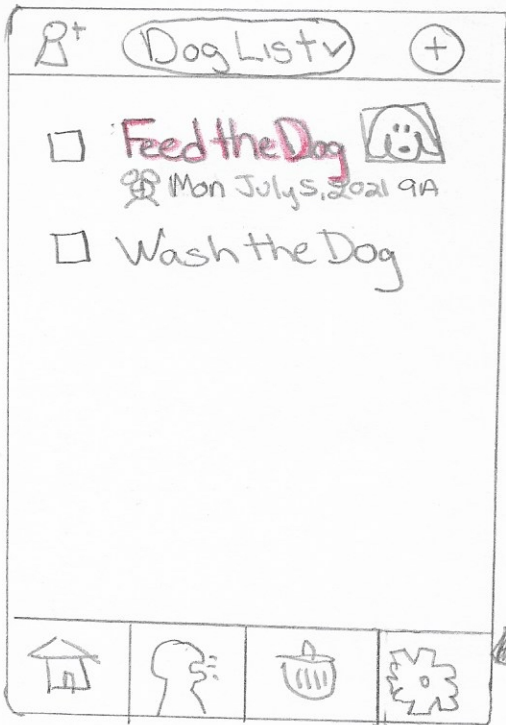 Dog List
Feed the Dog
Mon July 5, 2021 9A
Wash the Dog